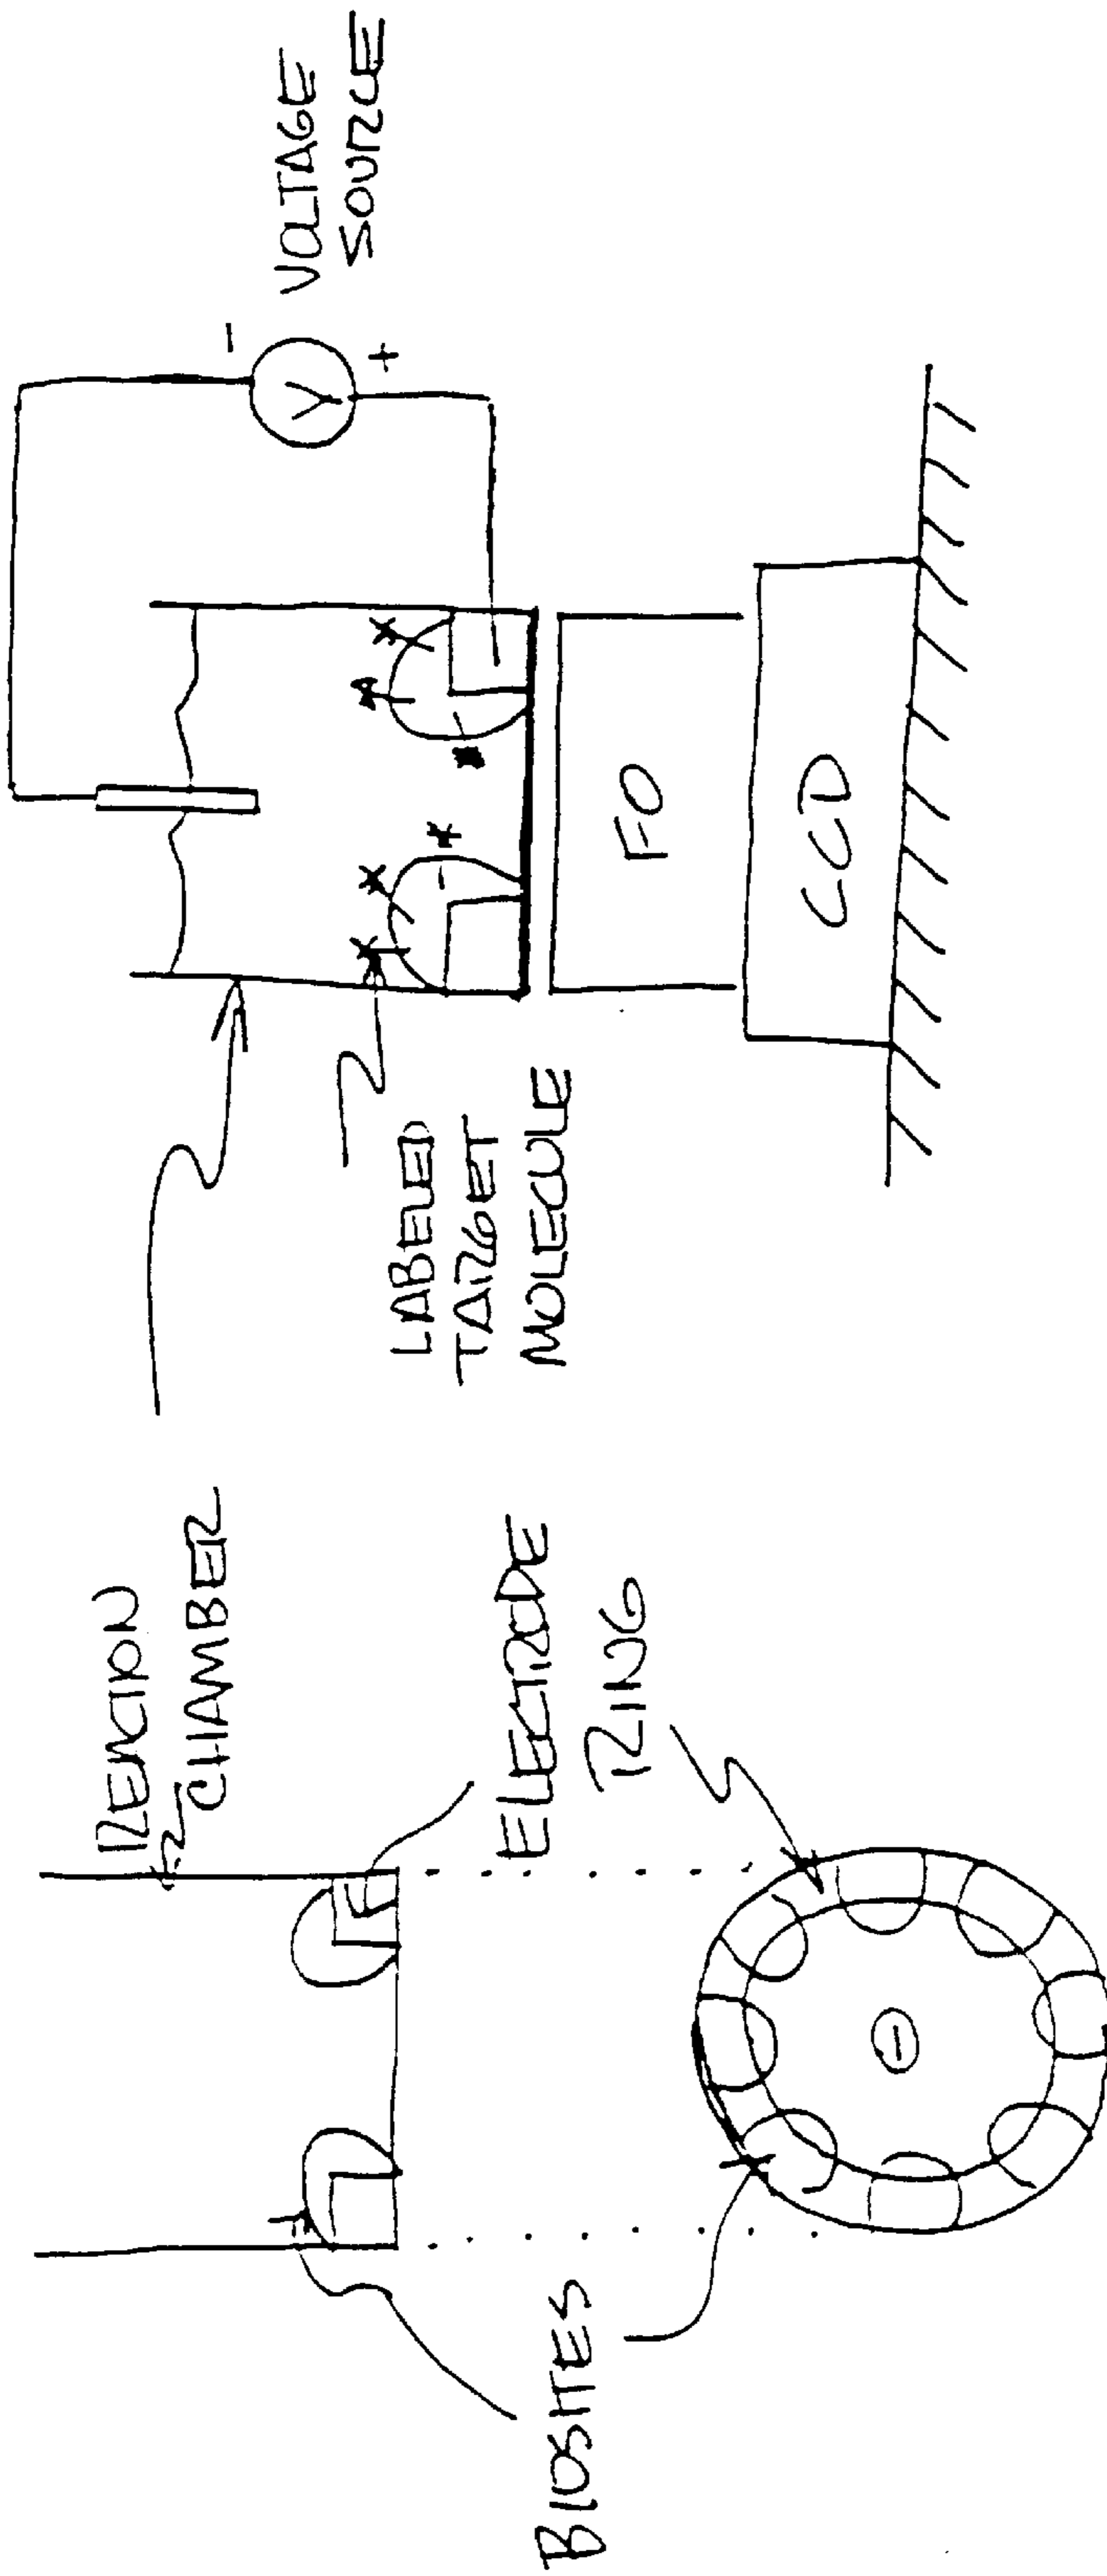 REACTION
CHAMBER
ELECTRODE
RING
BIOSITES
LABELED
TARGET
MOLECULE
-
V
+
VOLTAGE
SOURCE
FO
CCD
-